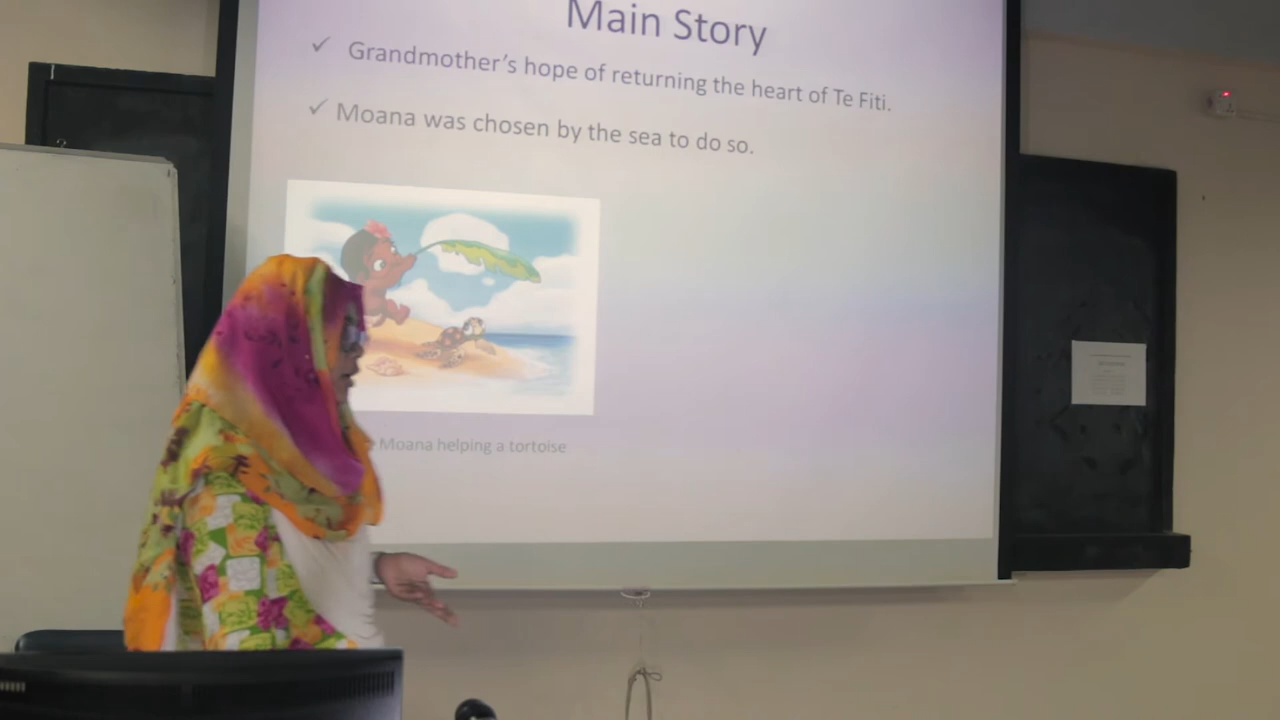 Main Story
✓ Grandmother's hope of returning the heart of Te Fiti.
✓ Moana was chosen by the sea to do so.
Moana helping a tortoise